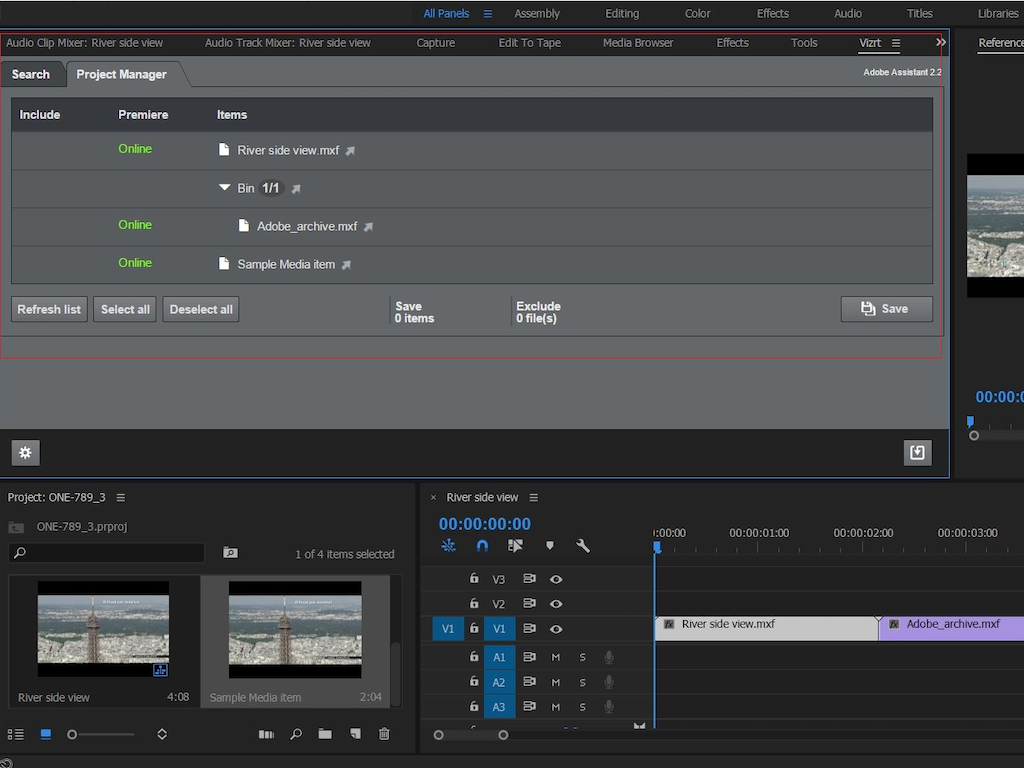 All Panels Assembly Editing Color Effects Audio Titles Libraries
Audio Clip Mixer: River side view Audio Track Mixer: River side view Capture Edit To Tape Media Browser Effects Tools Vizrt Reference
Search Project Manager Adobe Assistant 2.2
Include Premiere Items
Online River side view.mxf
Bin 1/1
Online Adobe_archive.mxf
Online Sample Media item
Refresh list Select all Deselect all Save Exclude Save
0 items 0 file(s)
00:00:0
Project: ONE-789_3
ONE-789_3.prproj
1 of 4 items selected
River side view 4:08 Sample Media item 2:04
× River side view
00:00:00:00
:00:00 00:00:01:00 00:00:02:00 00:00:03:00
V3
V2
V1 V1 fx River side view.mxf fx Adobe_archive.mxf
A1 M S
A2 M S
A3 M S